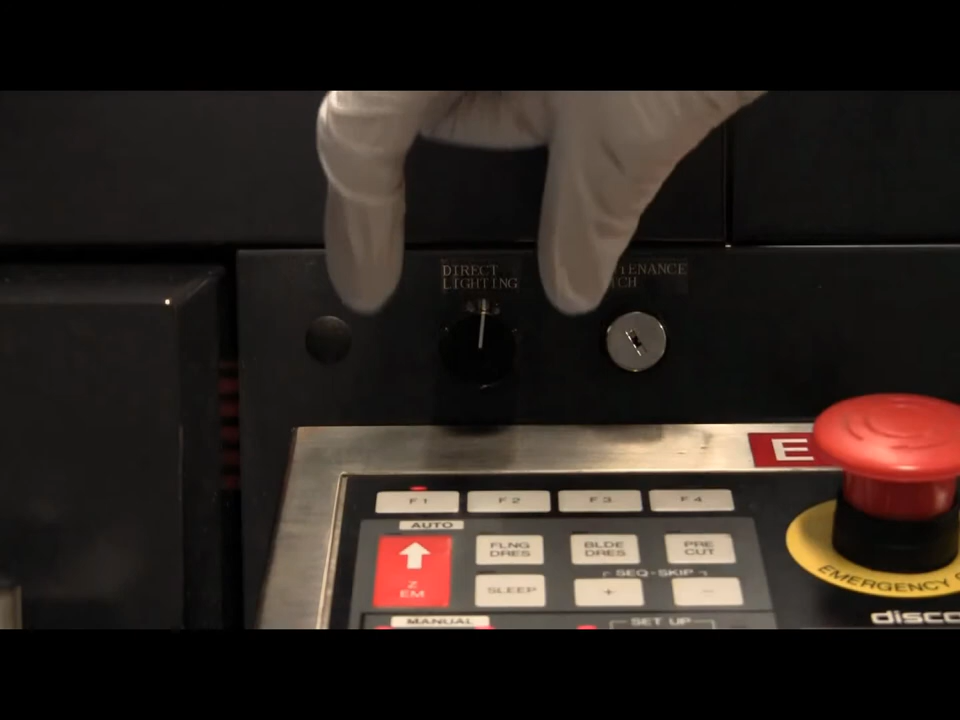 DIRECT
LIGHTING
TENANCE
CH
E
F1
F2
F3
F4
AUTO
FLNG
DRES
BLDE
DRES
PRE
CUT
Z
EM
SLEEP
SEQ-SKIP
+
−
EMERGENCY
disco
MANUAL
SET UP